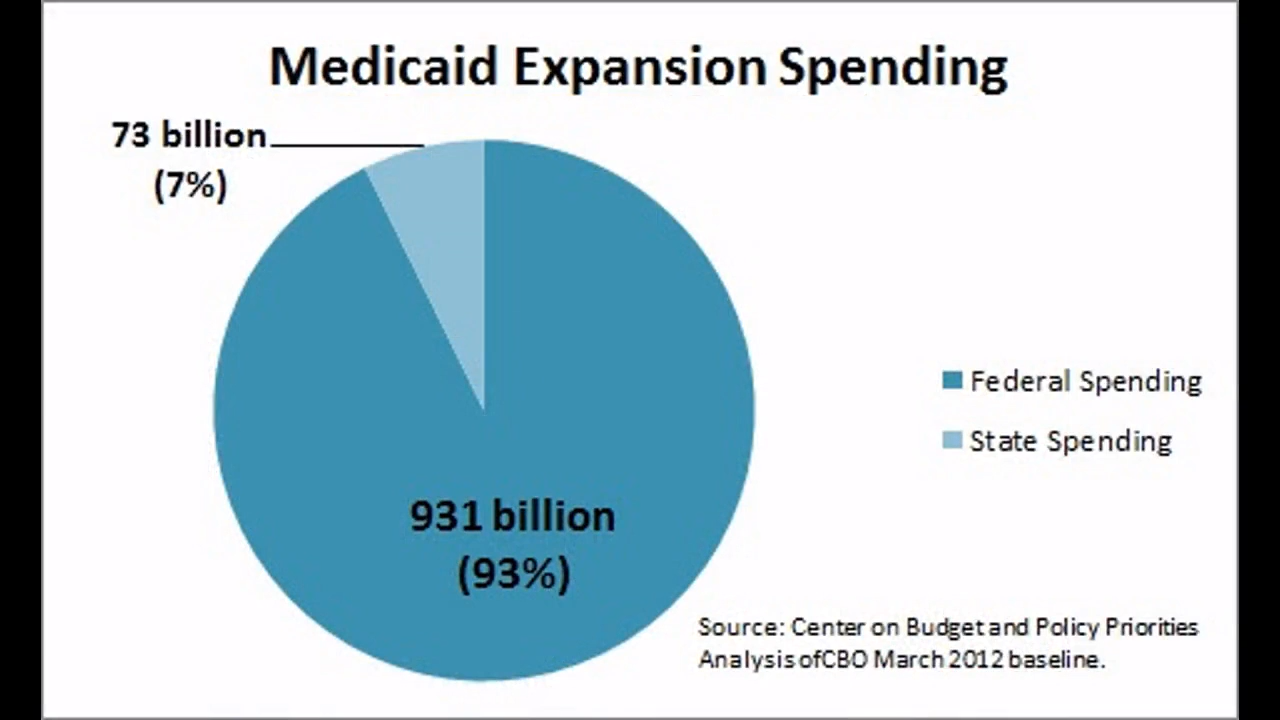 Medicaid Expansion Spending
73 billion
(7%)
Federal Spending
State Spending
931 billion
(93%)
Source: Center on Budget and Policy Priorities
Analysis ofCBO March 2012 baseline.